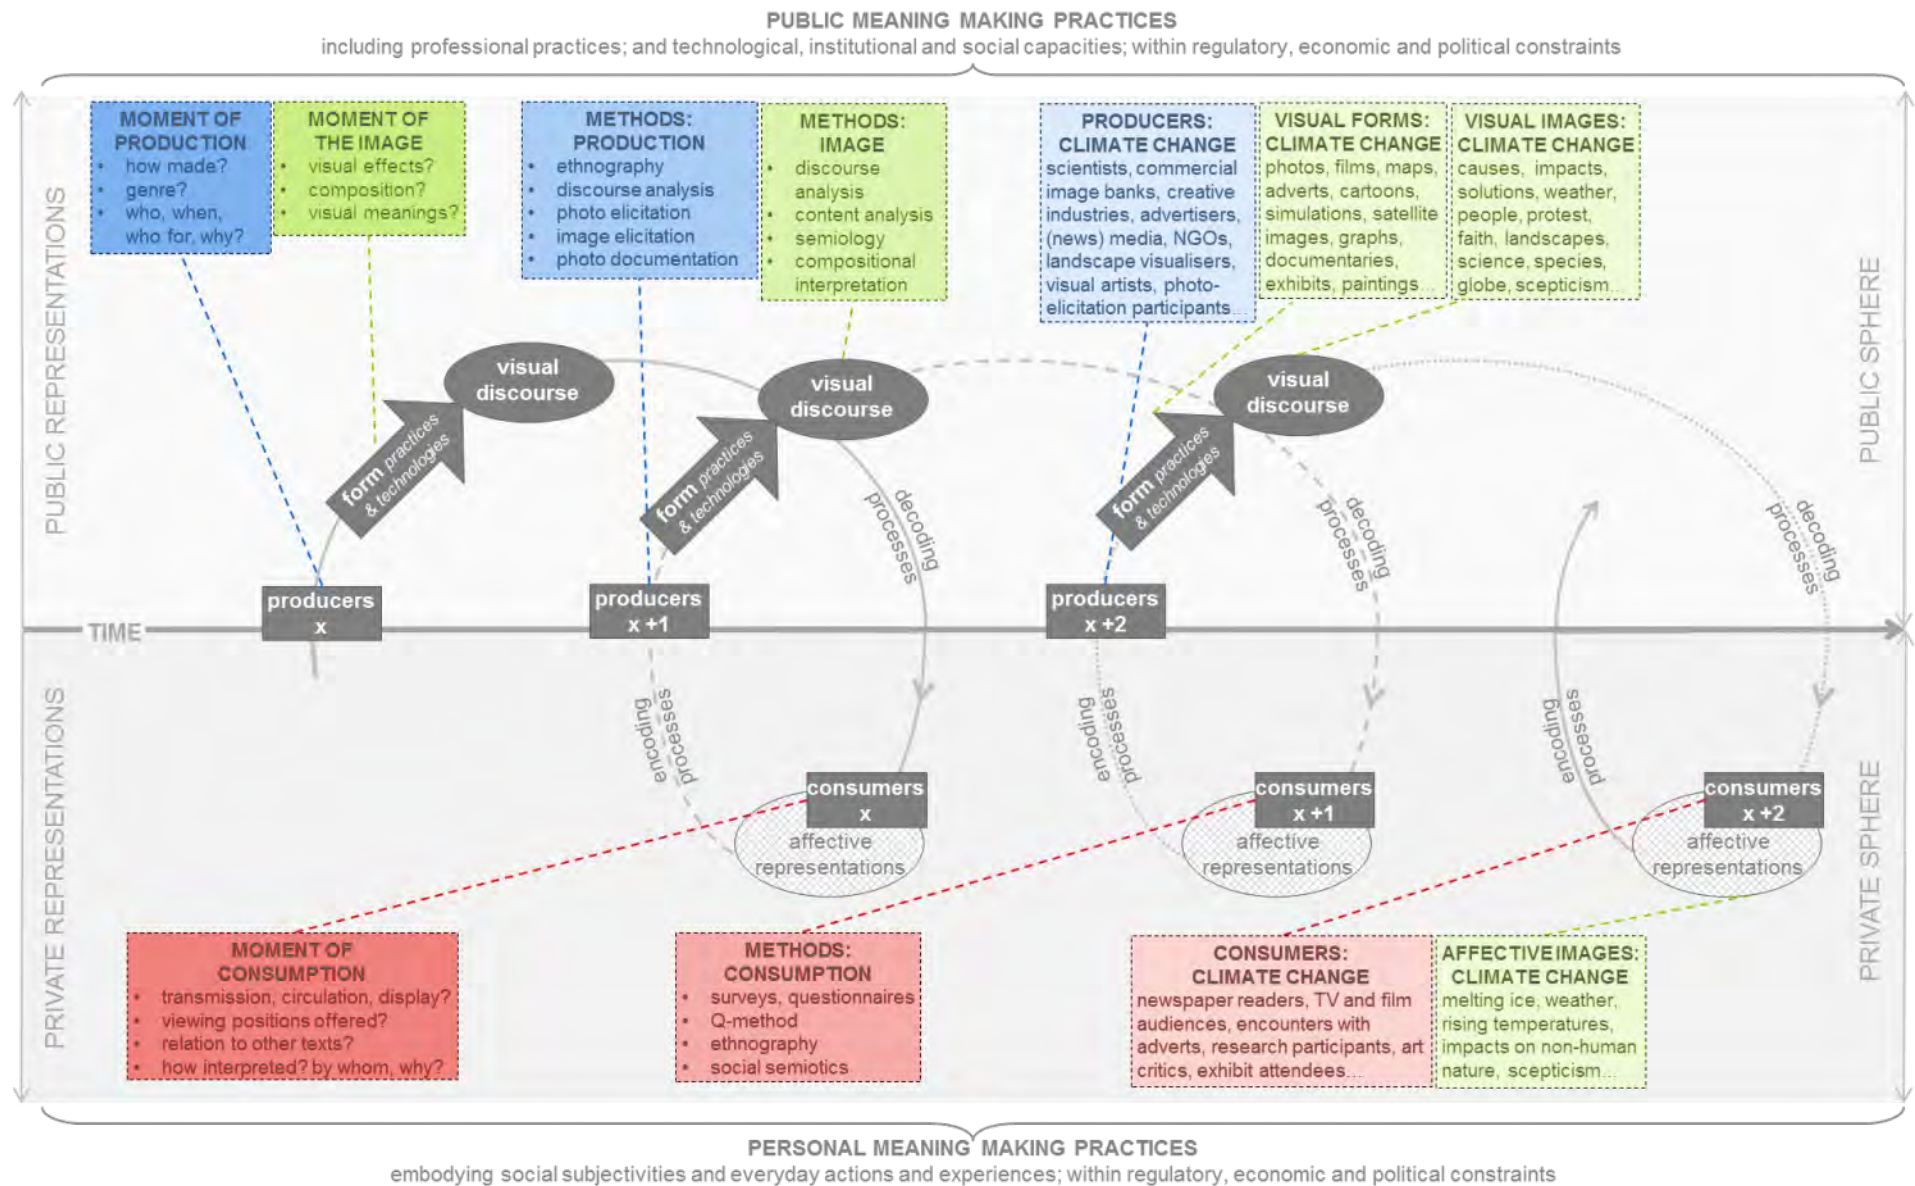 PUBLIC MEANING MAKING PRACTICES
including professional practices; and technological, institutional and social capacities; within regulatory, economic and political constraints
PUBLIC REPRESENTATIONS
MOMENT OF
PRODUCTION
• how made?
• genre?
• who, when,
who for, why?
MOMENT OF
THE IMAGE
• visual effects?
• composition?
• visual meanings?
METHODS:
PRODUCTION
• ethnography
• discourse analysis
• photo elicitation
• image elicitation
• photo documentation
METHODS:
IMAGE
• discourse
analysis
• content analysis
• semiology
• compositional
interpretation
PRODUCERS:
CLIMATE CHANGE
scientists, commercial
image banks, creative
industries, advertisers,
(news) media, NGOs,
landscape visualisers,
visual artists, photo-
elicitation participants...
VISUAL FORMS:
CLIMATE CHANGE
photos, films, maps,
adverts, cartoons,
simulations, satellite
images, graphs,
documentaries,
exhibits, paintings...
VISUAL IMAGES:
CLIMATE CHANGE
causes, impacts,
solutions, weather,
people, protest,
faith, landscapes,
science, species,
globe, scepticism...
PUBLIC SPHERE
visual
discourse
form practices
& technologies
producers
x
visual
discourse
form practices
& technologies
producers
x +1
decoding
processes
visual
discourse
form practices
& technologies
producers
x +2
decoding
processes
decoding
processes
TIME
PRIVATE REPRESENTATIONS
encoding
processes
consumers
x
affective
representations
encoding
processes
consumers
x +1
affective
representations
encoding
processes
consumers
x +2
affective
representations
PRIVATE SPHERE
MOMENT OF
CONSUMPTION
• transmission, circulation, display?
• viewing positions offered?
• relation to other texts?
• how interpreted? by whom, why?
METHODS:
CONSUMPTION
• surveys, questionnaires
• Q-method
• ethnography
• social semiotics
CONSUMERS:
CLIMATE CHANGE
newspaper readers, TV and film
audiences, encounters with
adverts, research participants, art
critics, exhibit attendees...
AFFECTIVE IMAGES:
CLIMATE CHANGE
melting ice, weather,
rising temperatures,
impacts on non-human
nature, scepticism...
PERSONAL MEANING MAKING PRACTICES
embodying social subjectivities and everyday actions and experiences; within regulatory, economic and political constraints